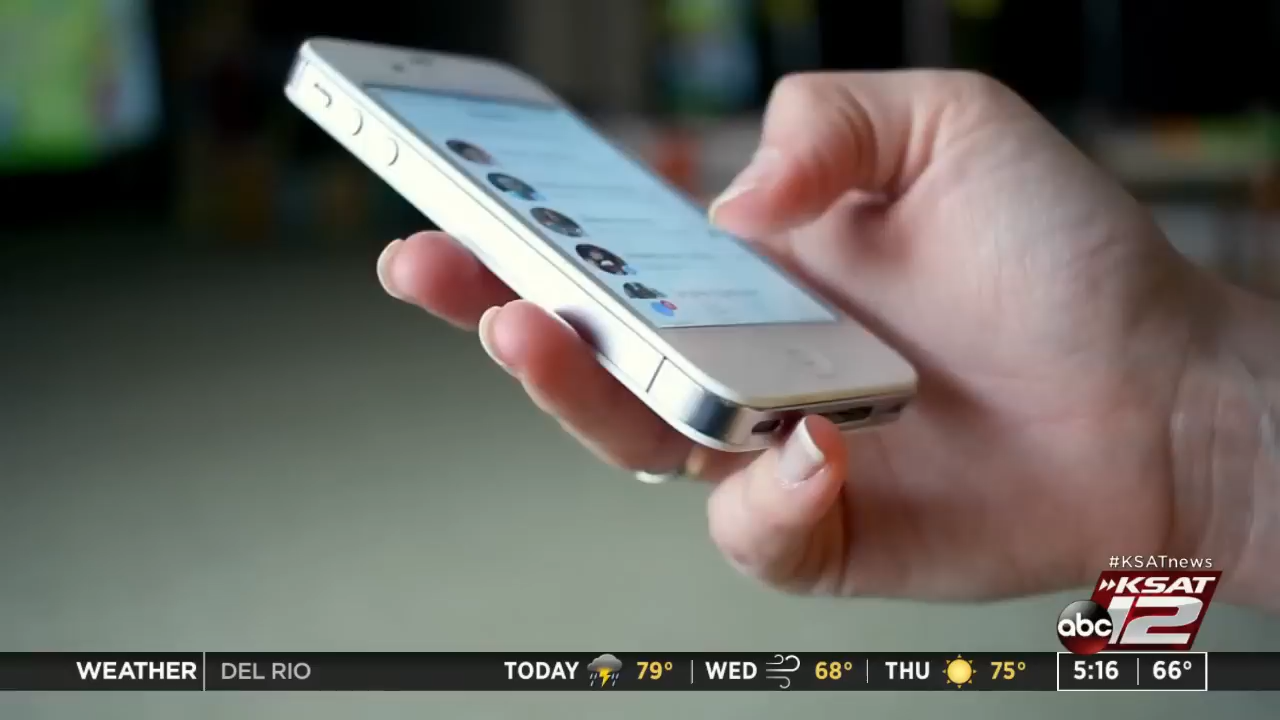 #KSATnews
KSAT
abc 12
WEATHER DEL RIO TODAY 79° WED 68° THU 75° 5:16 66°